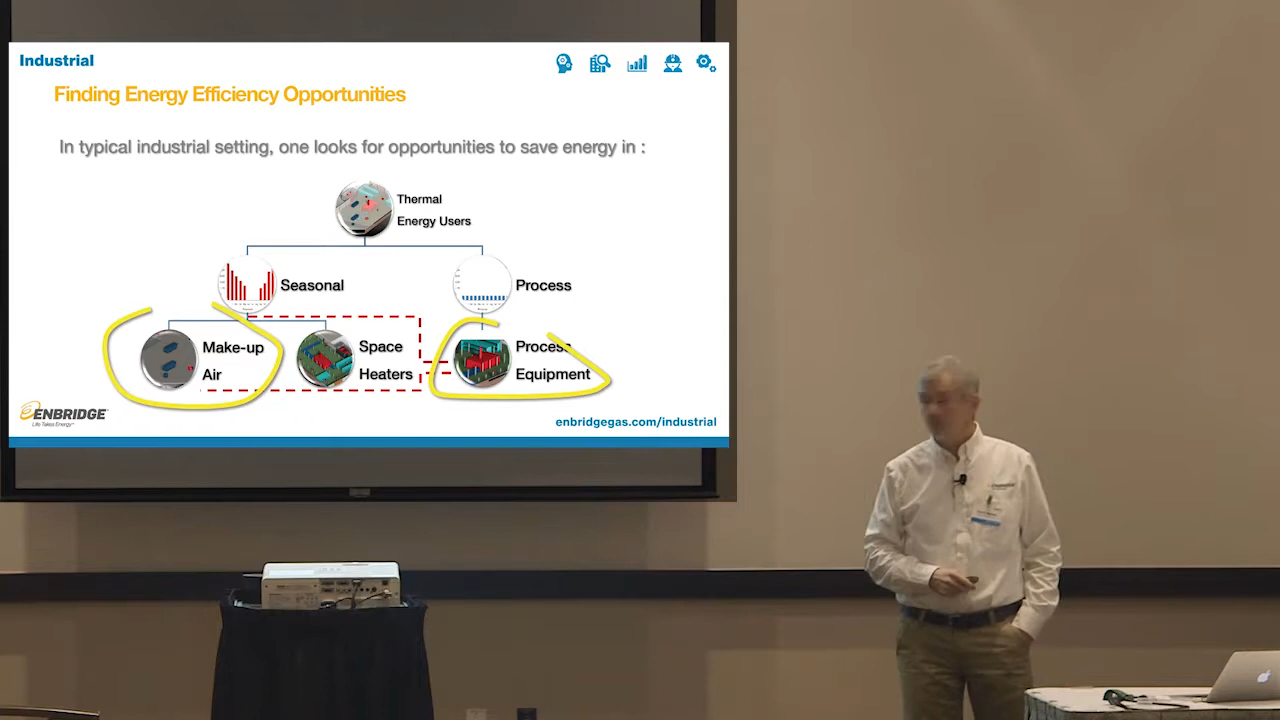 Industrial
Finding Energy Efficiency Opportunities
In typical industrial setting, one looks for opportunities to save energy in :
Thermal
Energy Users
Seasonal
Process
Make-up
Air
Space
Heaters
Process
Equipment
ENBRIDGE
Life Takes Energy™
enbridgegas.com/industrial